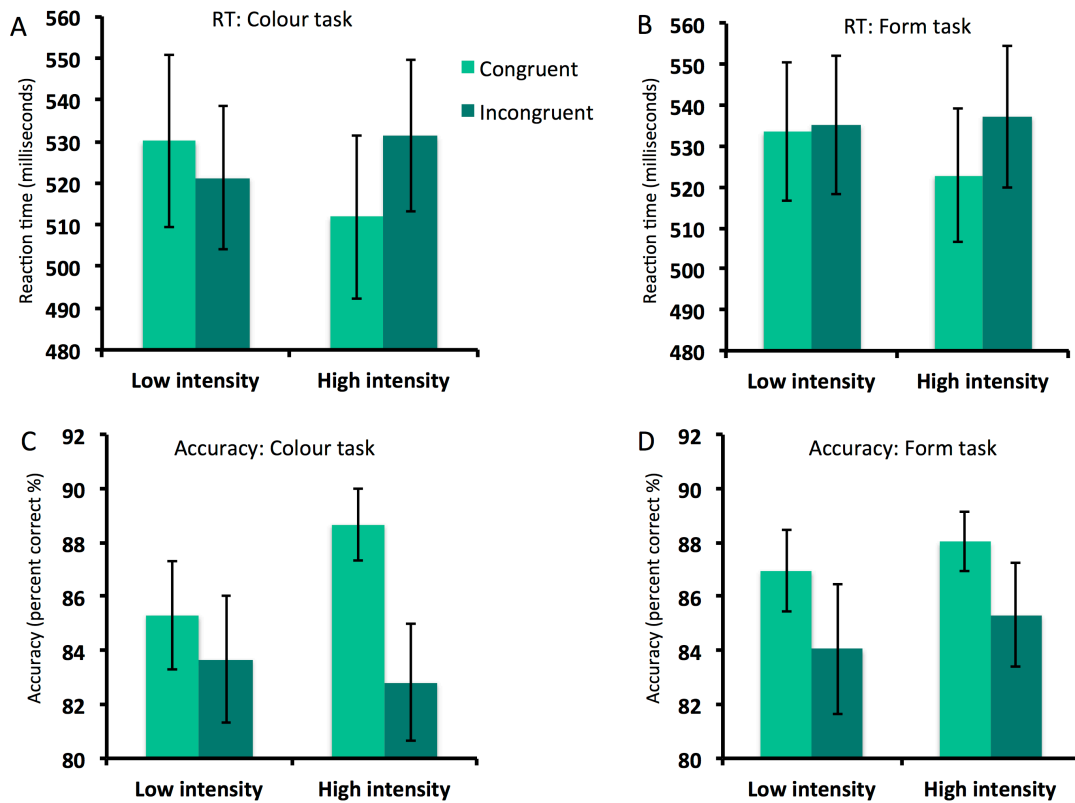 A
RT: Colour task
Reaction time (milliseconds)
560
550
540
530
520
510
500
490
480
Low intensity
High intensity
Congruent
Incongruent
B
RT: Form task
Reaction time (milliseconds)
560
550
540
530
520
510
500
490
480
Low intensity
High intensity
C
Accuracy: Colour task
Accuracy (percent correct %)
92
90
88
86
84
82
80
Low intensity
High intensity
D
Accuracy: Form task
Accuracy (percent correct %)
92
90
88
86
84
82
80
Low intensity
High intensity